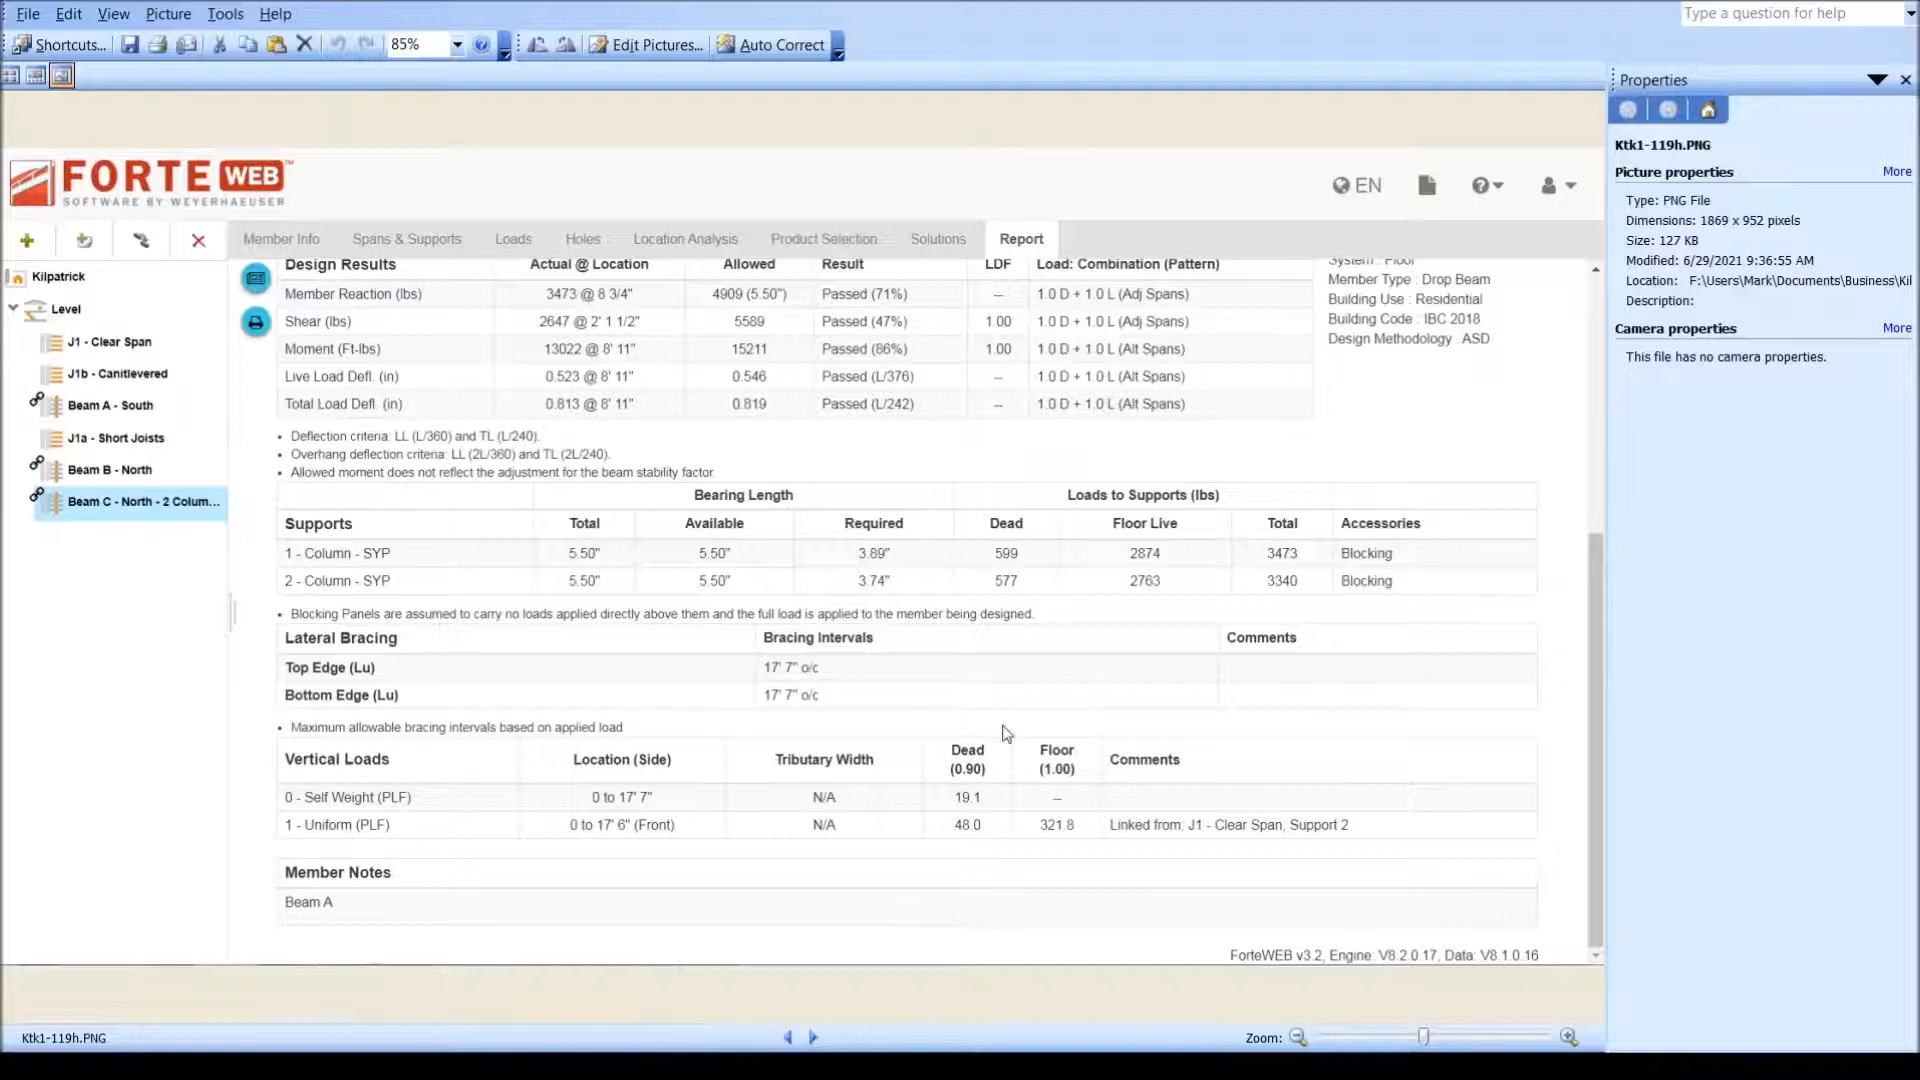 File Edit View Picture Tools Help
Type a question for help
Shortcuts... 85% Edit Pictures... Auto Correct
Properties
Ktk1-119h.PNG
Picture properties More
Type: PNG File
Dimensions: 1869 x 952 pixels
Size: 127 KB
Modified: 6/29/2021 9:36:55 AM
Location: F:\Users\Mark\Documents\Business\Kil
Description:
Camera properties More
This file has no camera properties.
FORTE WEB™
SOFTWARE BY WEYERHAEUSER
EN
Member Info Spans & Supports Loads Holes Location Analysis Product Selection Solutions Report
Kilpatrick
Level
J1 - Clear Span
J1b - Canitlevered
Beam A - South
J1a - Short Joists
Beam B - North
Beam C - North - 2 Colum...
Design Results Actual @ Location Allowed Result LDF Load: Combination (Pattern)
Member Reaction (lbs) 3473 @ 8 3/4" 4909 (5.50") Passed (71%) -- 1.0 D + 1.0 L (Adj Spans)
Shear (lbs) 2647 @ 2' 1 1/2" 5589 Passed (47%) 1.00 1.0 D + 1.0 L (Adj Spans)
Moment (Ft-lbs) 13022 @ 8' 11" 15211 Passed (86%) 1.00 1.0 D + 1.0 L (Alt Spans)
Live Load Defl. (in) 0.523 @ 8' 11" 0.546 Passed (L/376) -- 1.0 D + 1.0 L (Alt Spans)
Total Load Defl. (in) 0.813 @ 8' 11" 0.819 Passed (L/242) -- 1.0 D + 1.0 L (Alt Spans)
System : Floor
Member Type : Drop Beam
Building Use : Residential
Building Code : IBC 2018
Design Methodology : ASD
• Deflection criteria: LL (L/360) and TL (L/240).
• Overhang deflection criteria: LL (2L/360) and TL (2L/240).
• Allowed moment does not reflect the adjustment for the beam stability factor.
Bearing Length Loads to Supports (lbs)
Supports Total Available Required Dead Floor Live Total Accessories
1 - Column - SYP 5.50" 5.50" 3.89" 599 2874 3473 Blocking
2 - Column - SYP 5.50" 5.50" 3.74" 577 2763 3340 Blocking
• Blocking Panels are assumed to carry no loads applied directly above them and the full load is applied to the member being designed.
Lateral Bracing Bracing Intervals Comments
Top Edge (Lu) 17' 7" o/c
Bottom Edge (Lu) 17' 7" o/c
• Maximum allowable bracing intervals based on applied load
Vertical Loads Location (Side) Tributary Width Dead (0.90) Floor (1.00) Comments
0 - Self Weight (PLF) 0 to 17' 7" N/A 19.1 --
1 - Uniform (PLF) 0 to 17' 6" (Front) N/A 48.0 321.8 Linked from: J1 - Clear Span, Support 2
Member Notes
Beam A
ForteWEB v3.2, Engine: V8.2.0.17, Data: V8.1.0.16
Ktk1-119h.PNG
Zoom: